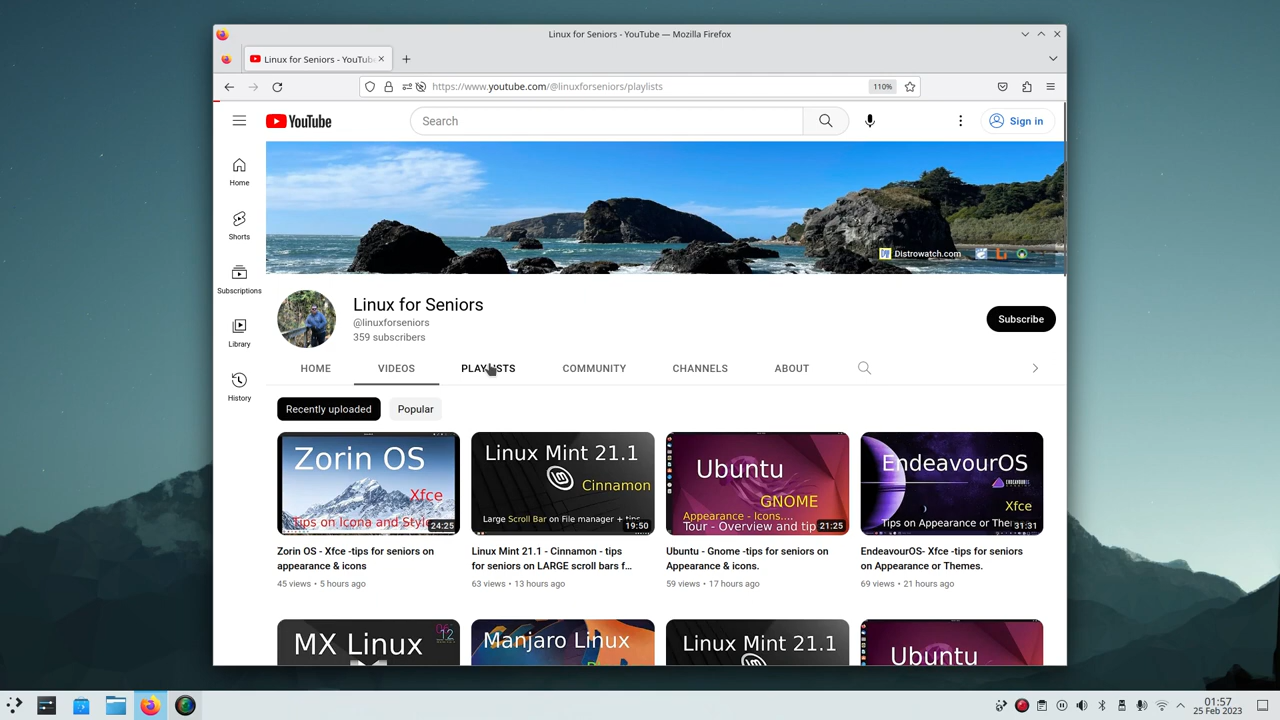 Linux for Seniors - YouTube — Mozilla Firefox
Linux for Seniors - YouTub
https://www.youtube.com/@linuxforseniors/playlists
110%
YouTube
Search
Sign in
Home
Shorts
Subscriptions
Library
History
Distrowatch.com
Linux for Seniors
@linuxforseniors
359 subscribers
Subscribe
HOME VIDEOS PLAYLISTS COMMUNITY CHANNELS ABOUT
Recently uploaded Popular
Zorin OS
Xfce
Tips on Icons and Style
24:25
Linux Mint 21.1
Cinnamon
Large Scroll Bar on File manager + tips
19:50
Ubuntu
GNOME
Appearance - Icons....
Tour - Overview and tip
21:25
EndeavourOS
ENDEAVOUROS
Xfce
Tips on Appearance or The
31:31
Zorin OS - Xfce -tips for seniors on
appearance & icons
45 views • 5 hours ago
Linux Mint 21.1 - Cinnamon - tips
for seniors on LARGE scroll bars f...
63 views • 13 hours ago
Ubuntu - Gnome -tips for seniors on
Appearance & icons.
59 views • 17 hours ago
EndeavourOS- Xfce -tips for seniors
on Appearance or Themes.
69 views • 21 hours ago
MX Linux
12
Manjaro Linux
Linux Mint 21.1
Ubuntu
01:57
25 Feb 2023